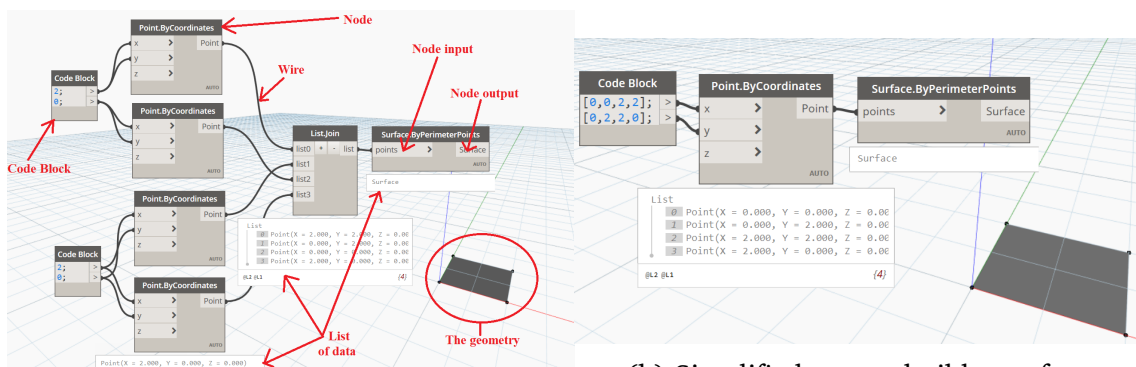 Point.ByCoordinates
x > Point
y >
z >
AUTO
Node
Node input
Node output
Wire
Code Block
2; >
0; >
Code Block
Point.ByCoordinates
x > Point
y >
z >
AUTO
List.Join
list0 + - list
list1
list2
list3
AUTO
Surface.ByPerimeterPoints
points > Surface
AUTO
Surface
Point.ByCoordinates
x > Point
y >
z >
AUTO
Code Block
2; >
0; >
Point.ByCoordinates
x > Point
y >
z >
AUTO
Point(X = 2.000, Y = 0.000, Z = 0.000)
List
0 Point(X = 2.000, Y = 2.000, Z = 0.00
1 Point(X = 0.000, Y = 2.000, Z = 0.00
2 Point(X = 0.000, Y = 0.000, Z = 0.00
3 Point(X = 2.000, Y = 0.000, Z = 0.00
@L2 @L1 {4}
List
of data
The geometry
Code Block
[0,0,2,2]; >
[0,2,2,0]; >
Point.ByCoordinates
x > Point
y >
z >
AUTO
Surface.ByPerimeterPoints
points > Surface
AUTO
Surface
List
0 Point(X = 0.000, Y = 0.000, Z = 0.00
1 Point(X = 0.000, Y = 2.000, Z = 0.00
2 Point(X = 2.000, Y = 2.000, Z = 0.00
3 Point(X = 2.000, Y = 0.000, Z = 0.00
@L2 @L1 {4}